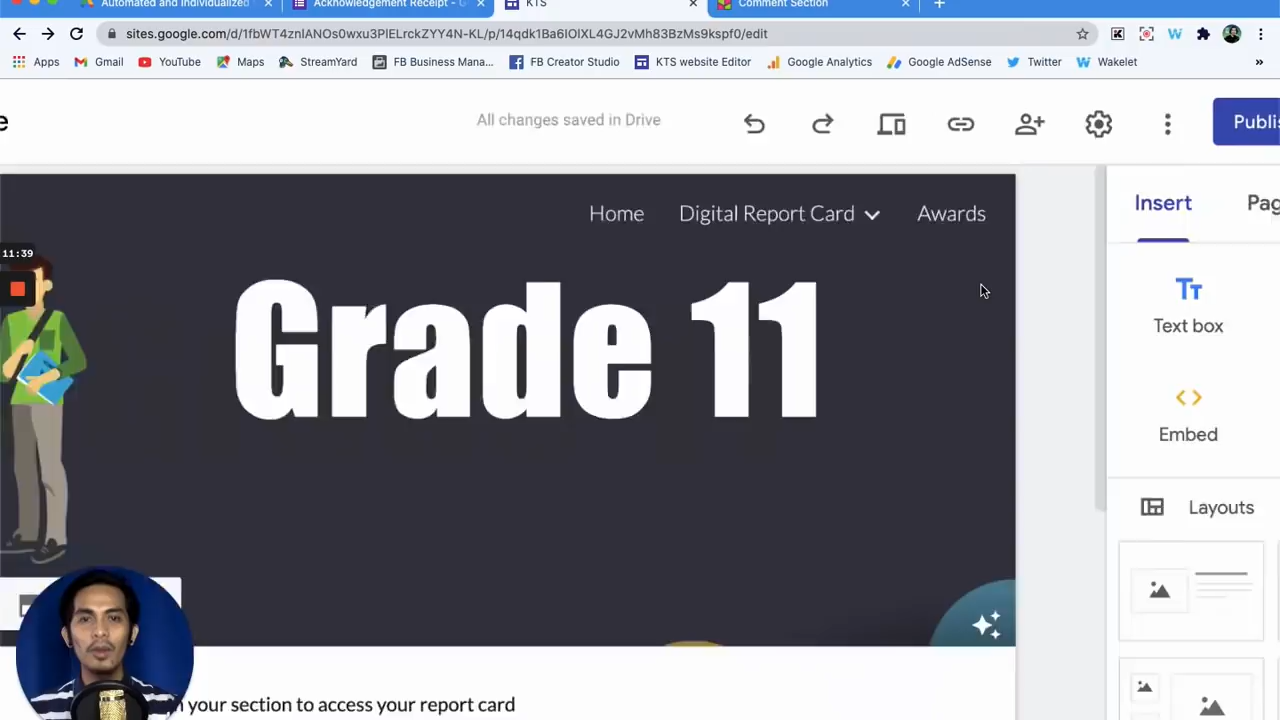 Automated and Individualized
Acknowledgement Receipt - G
KTS
Comment Section
sites.google.com/d/1fbWT4znlANOs0wxu3PlELrckZYY4N-KL/p/14qdk1Ba6IOlXL4GJ2vMh83BzMs9kspf0/edit
Apps
Gmail
YouTube
Maps
StreamYard
FB Business Mana...
FB Creator Studio
KTS website Editor
Google Analytics
Google AdSense
Twitter
Wakelet
»
e
All changes saved in Drive
Publis
Home
Digital Report Card
Awards
Insert
Pag
11:39
Grade 11
Text box
Embed
Layouts
your section to access your report card